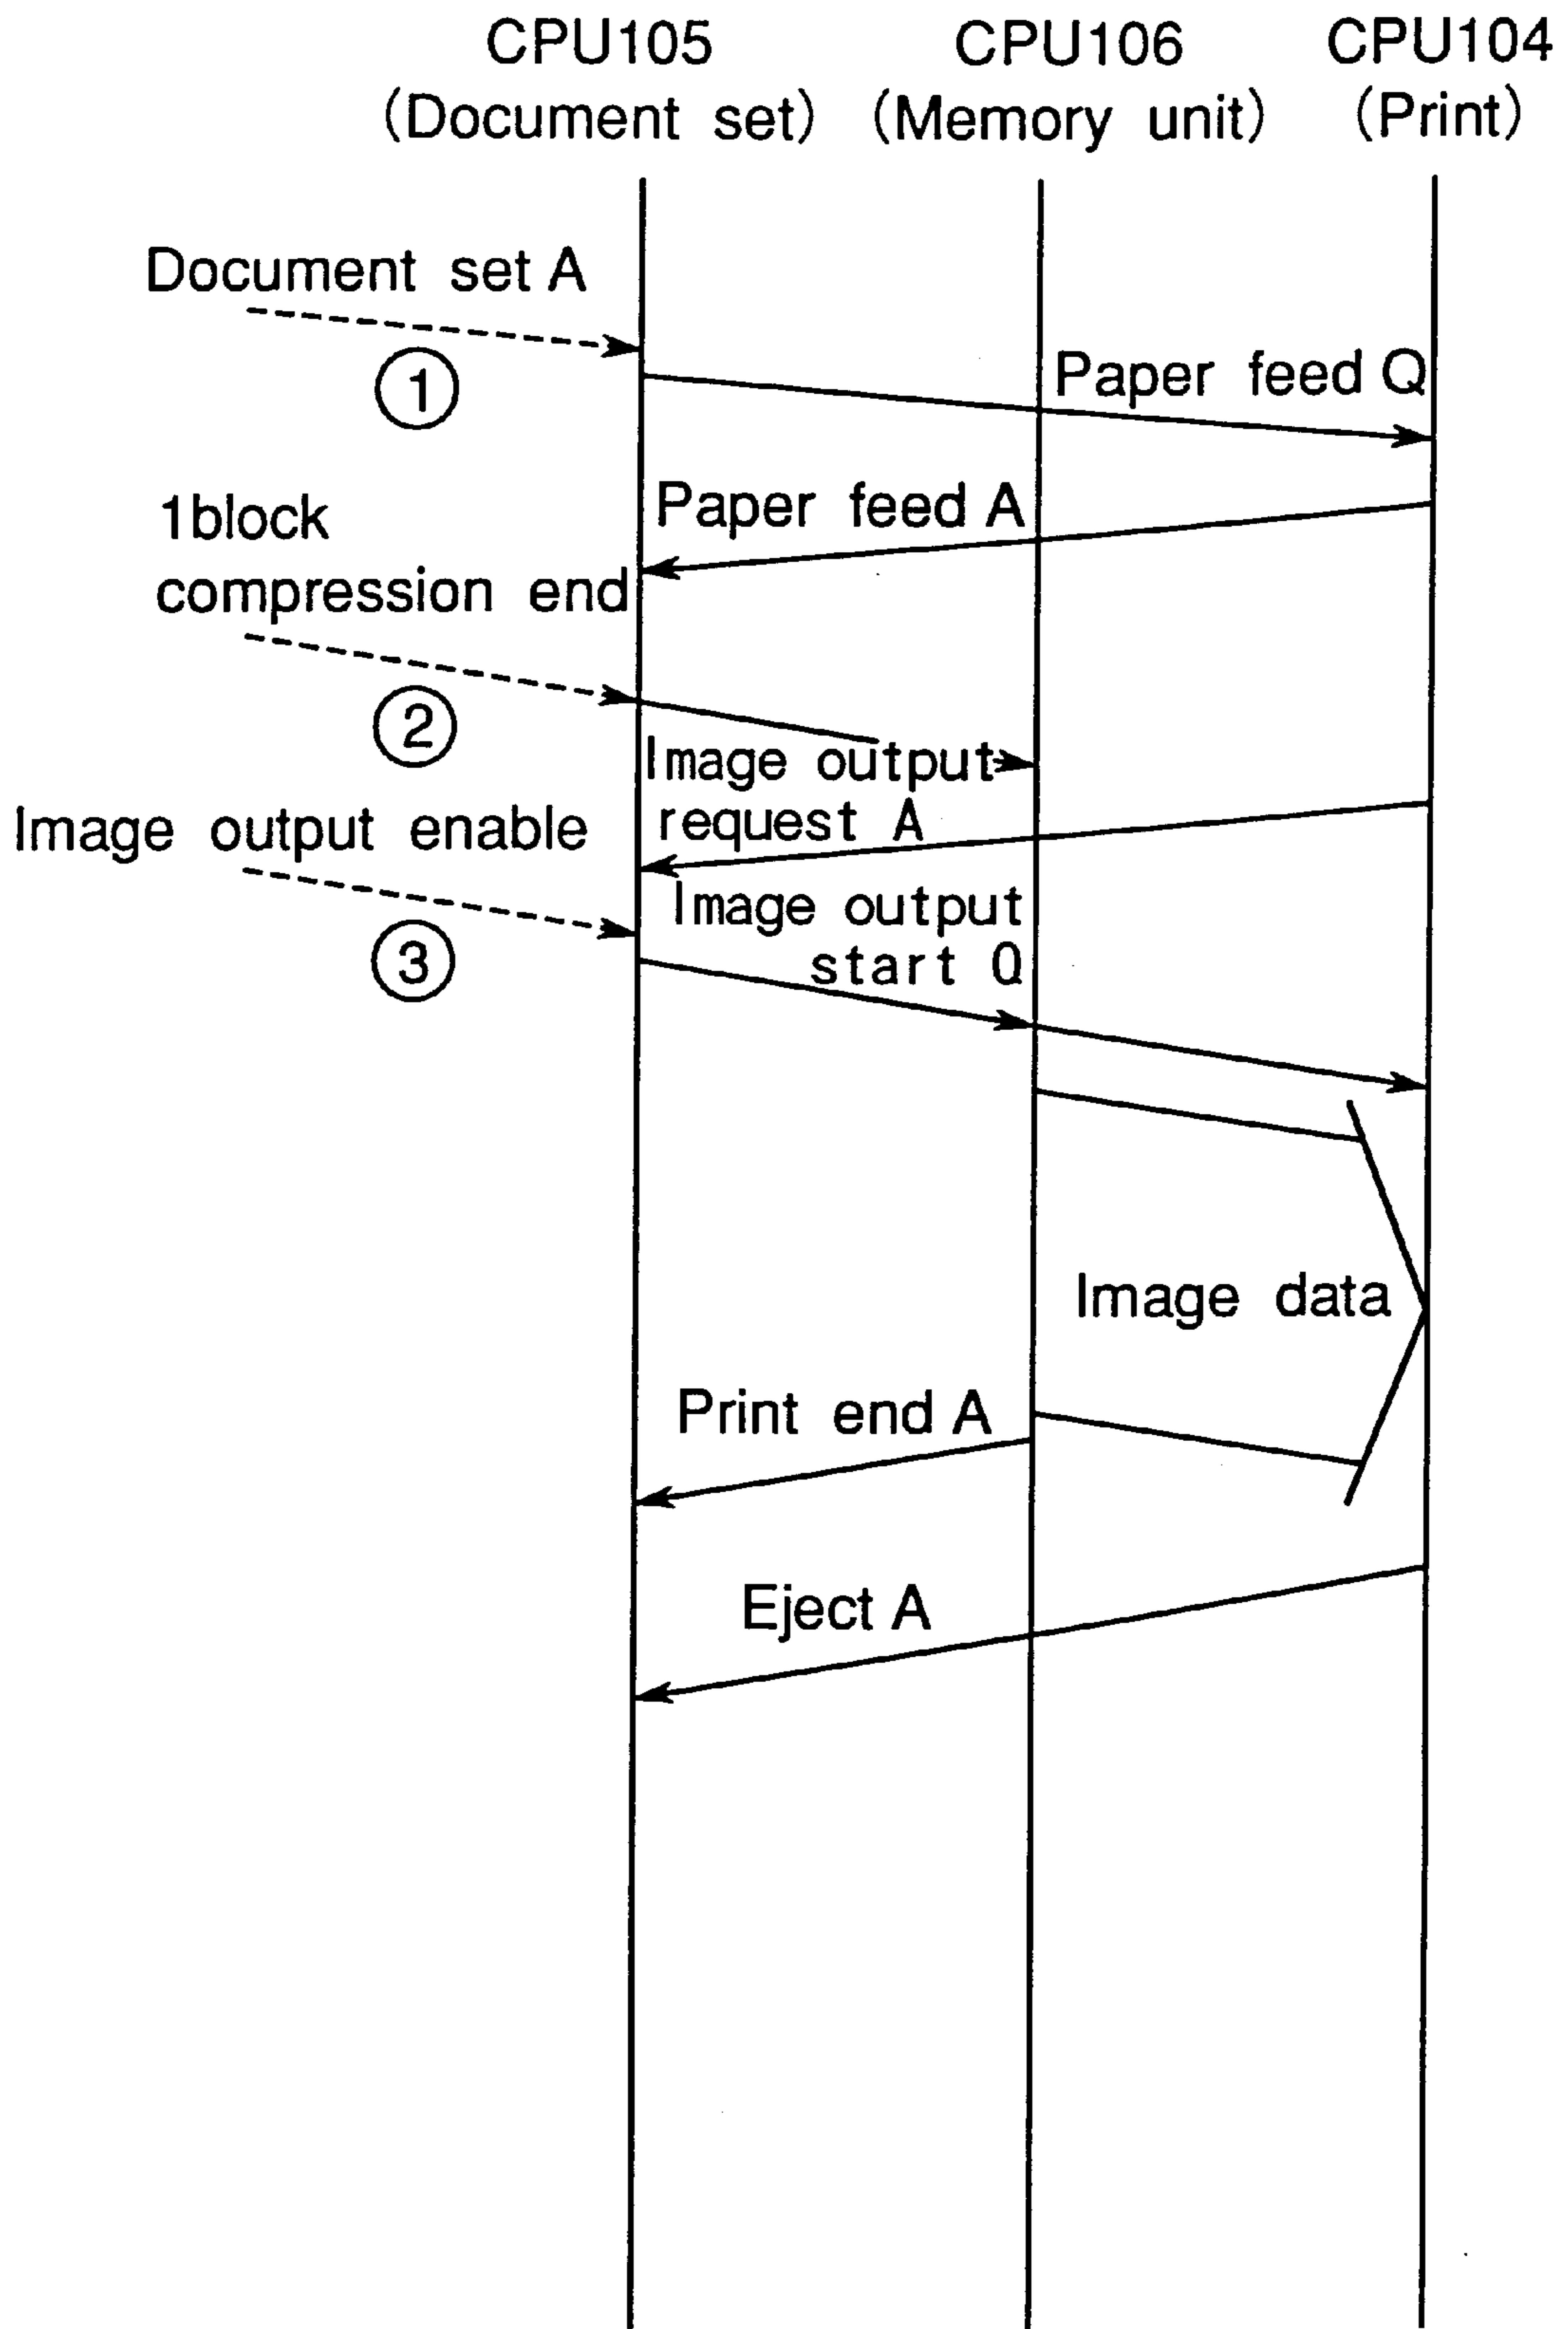 CPU105 CPU106 CPU104
(Document set) (Memory unit) (Print)
Document set A
1
Paper feed Q
Paper feed A
1block
compression end
2
Image output
request A
Image output enable
3
Image output
start Q
Image data
Print end A
Eject A